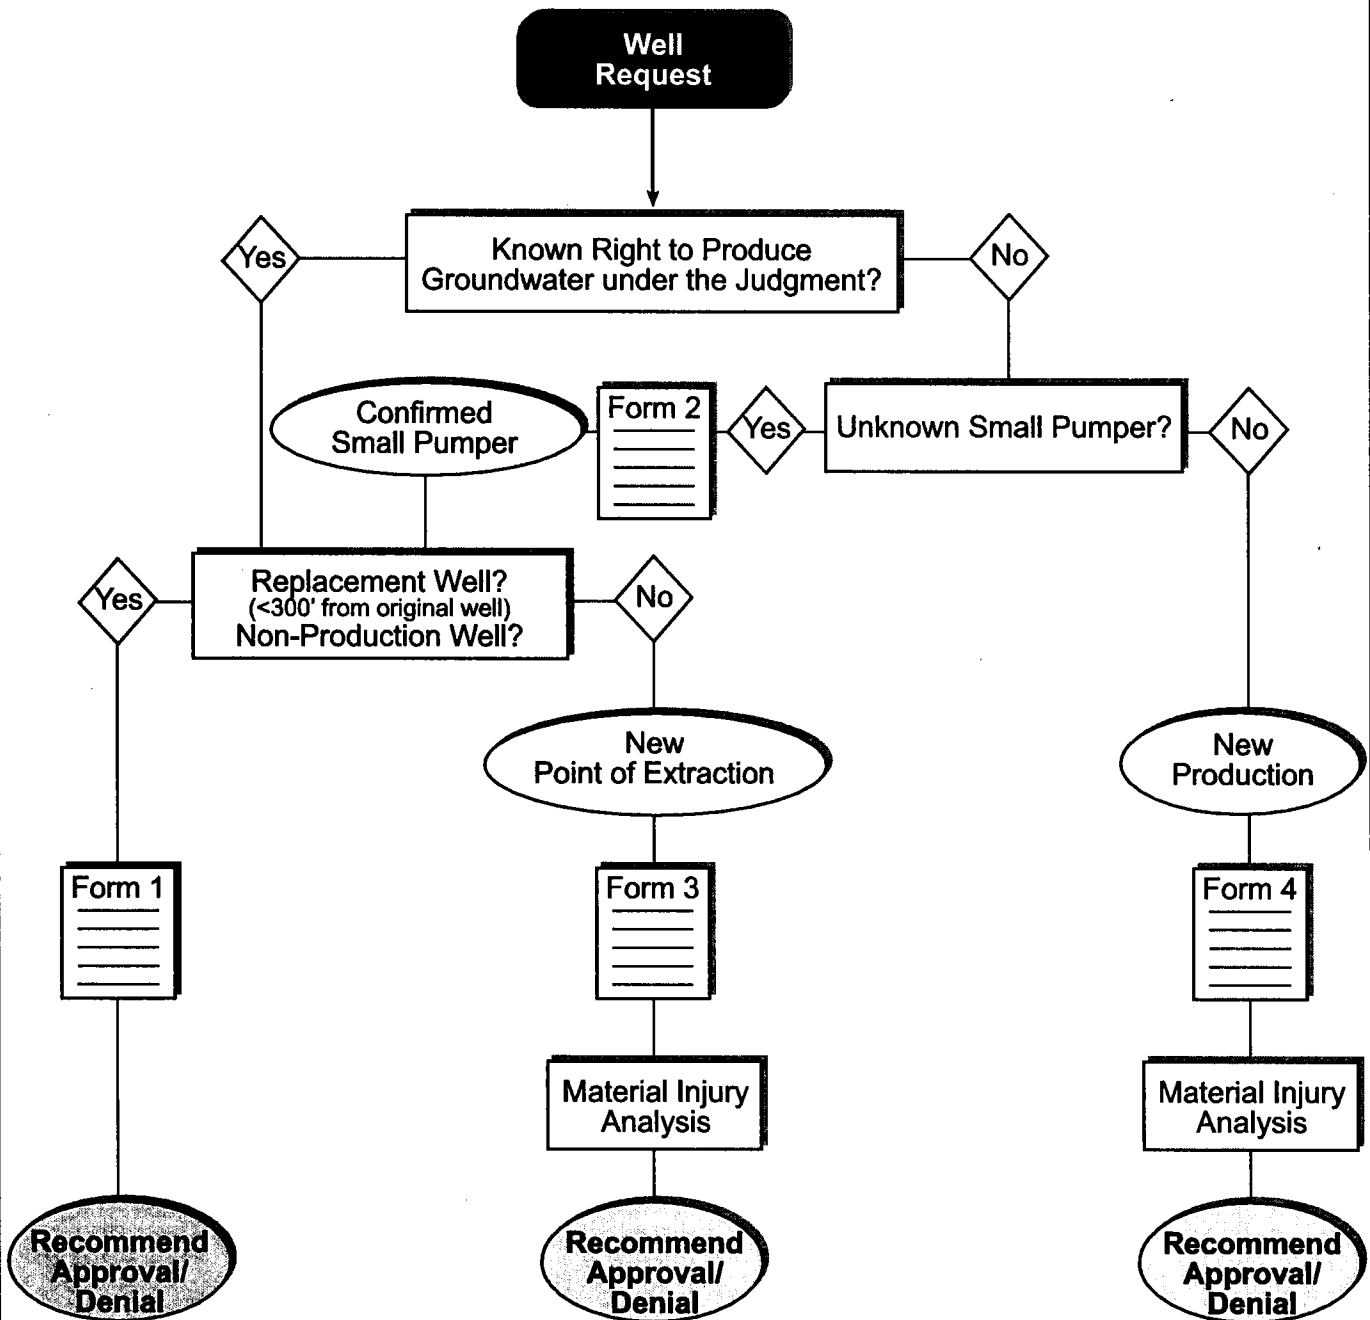 Well
Request
Known Right to Produce
Groundwater under the Judgment?
Yes
No
Confirmed
Small Pumper
Form 2
Yes
Unknown Small Pumper?
No
Replacement Well?
(<300' from original well)
Non-Production Well?
Yes
No
New
Point of Extraction
New
Production
Form 1
Form 3
Form 4
Material Injury
Analysis
Material Injury
Analysis
Recommend
Approval/
Denial
Recommend
Approval/
Denial
Recommend
Approval/
Denial